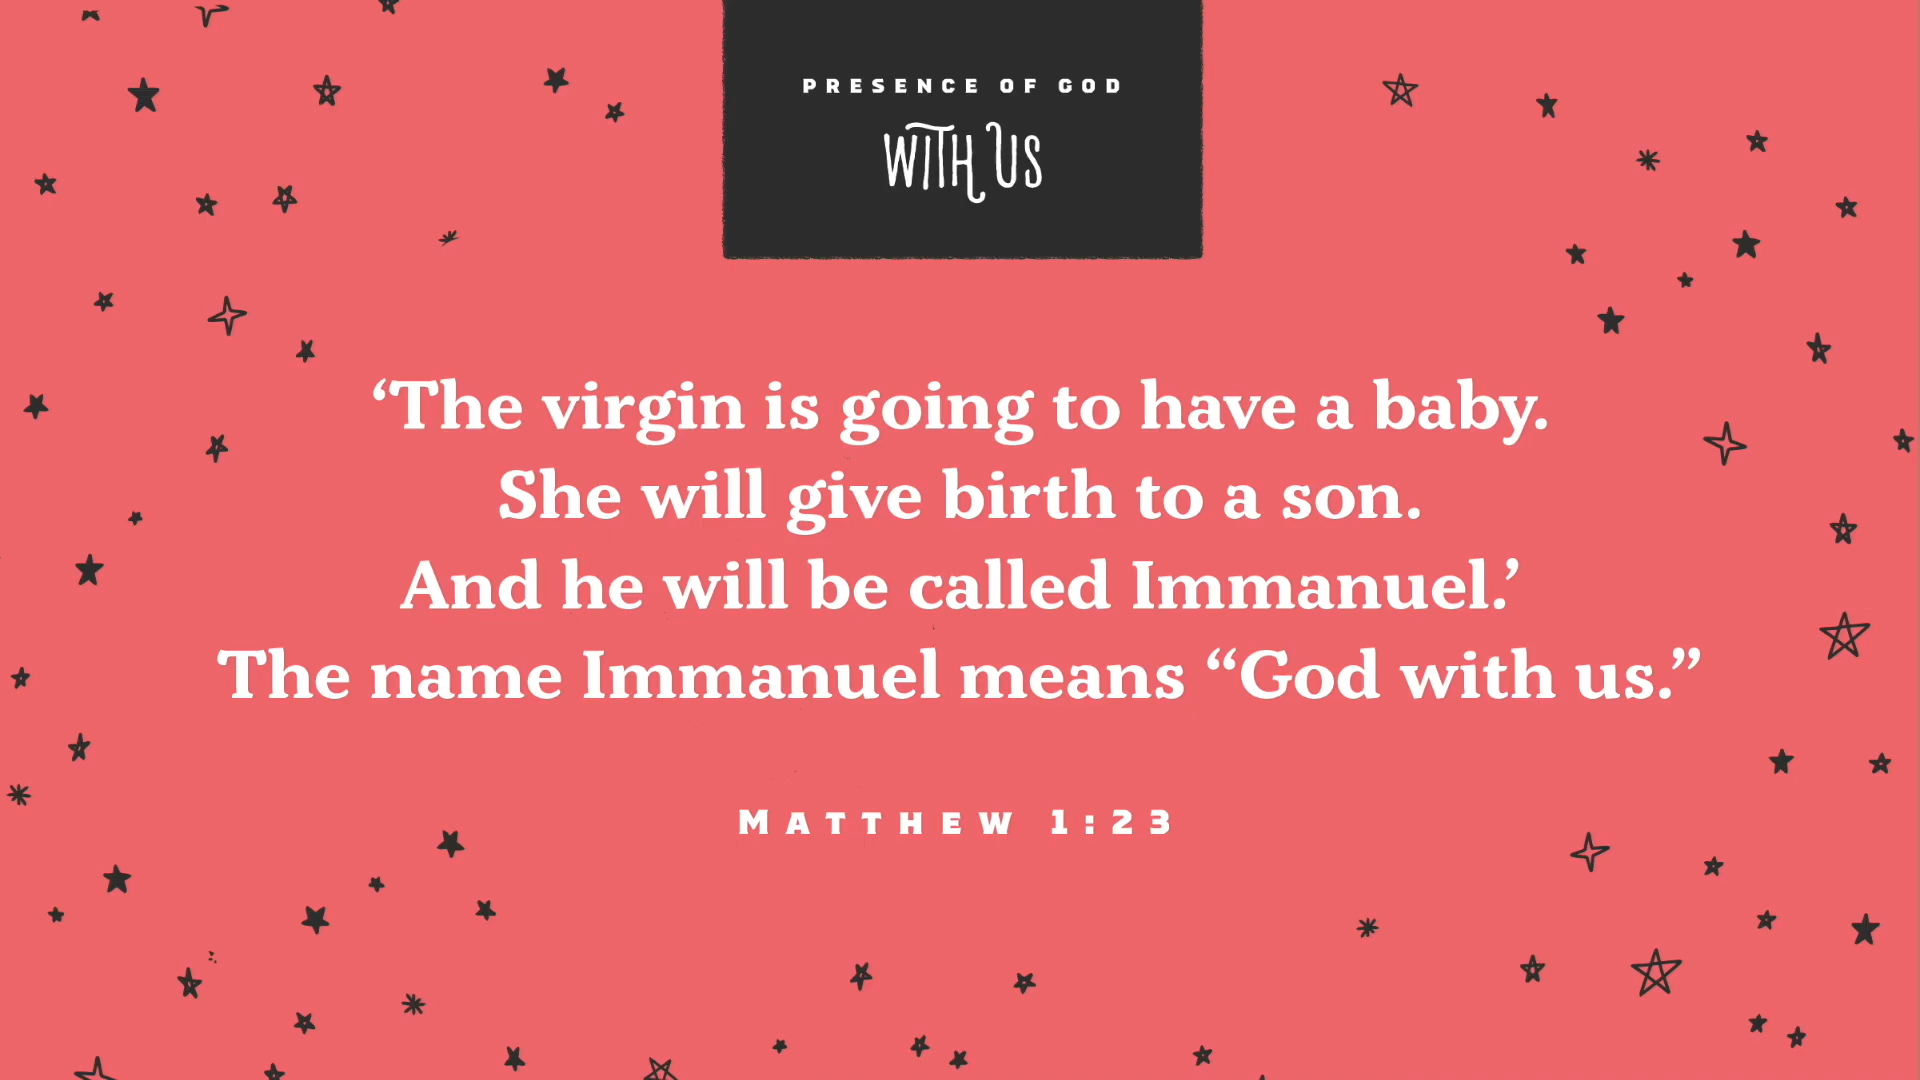 PRESENCE OF GOD
WITH US
‘The virgin is going to have a baby.
She will give birth to a son.
And he will be called Immanuel.’
The name Immanuel means “God with us.”
MATTHEW 1:23